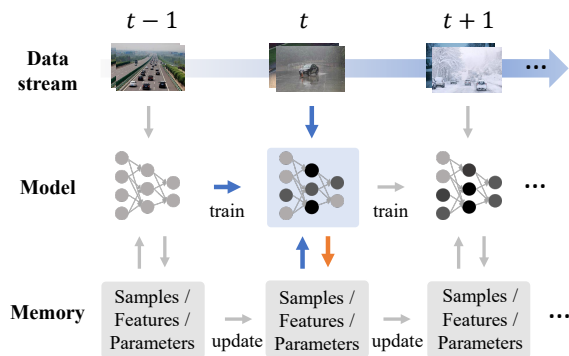 t − 1
t
t + 1
Data
stream
...
Model
train
train
...
Memory
Samples /
Features /
Parameters
update
Samples /
Features /
Parameters
update
Samples /
Features /
Parameters
...